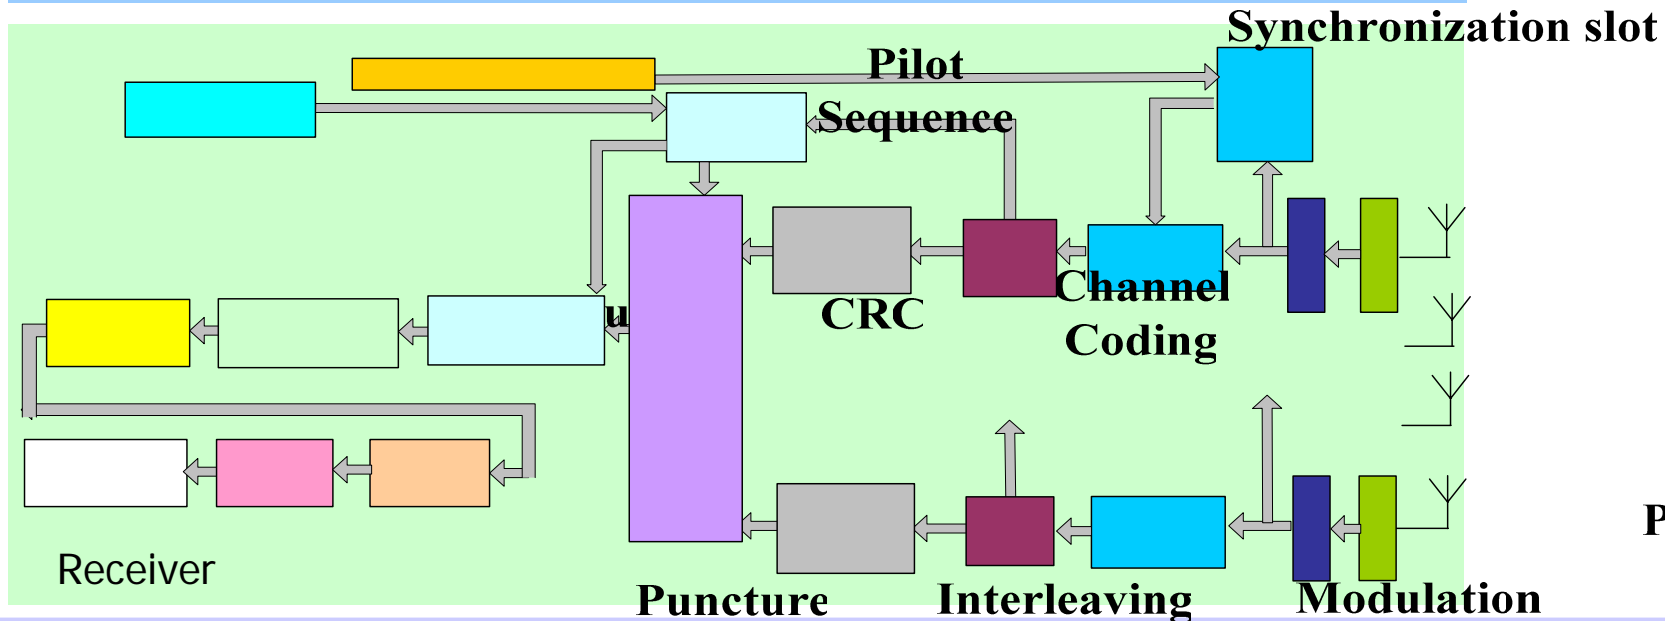 Synchronization slot
Pilot
Sequence
u
CRC
Channel
Coding
P
Receiver
Puncture
Interleaving
Modulation